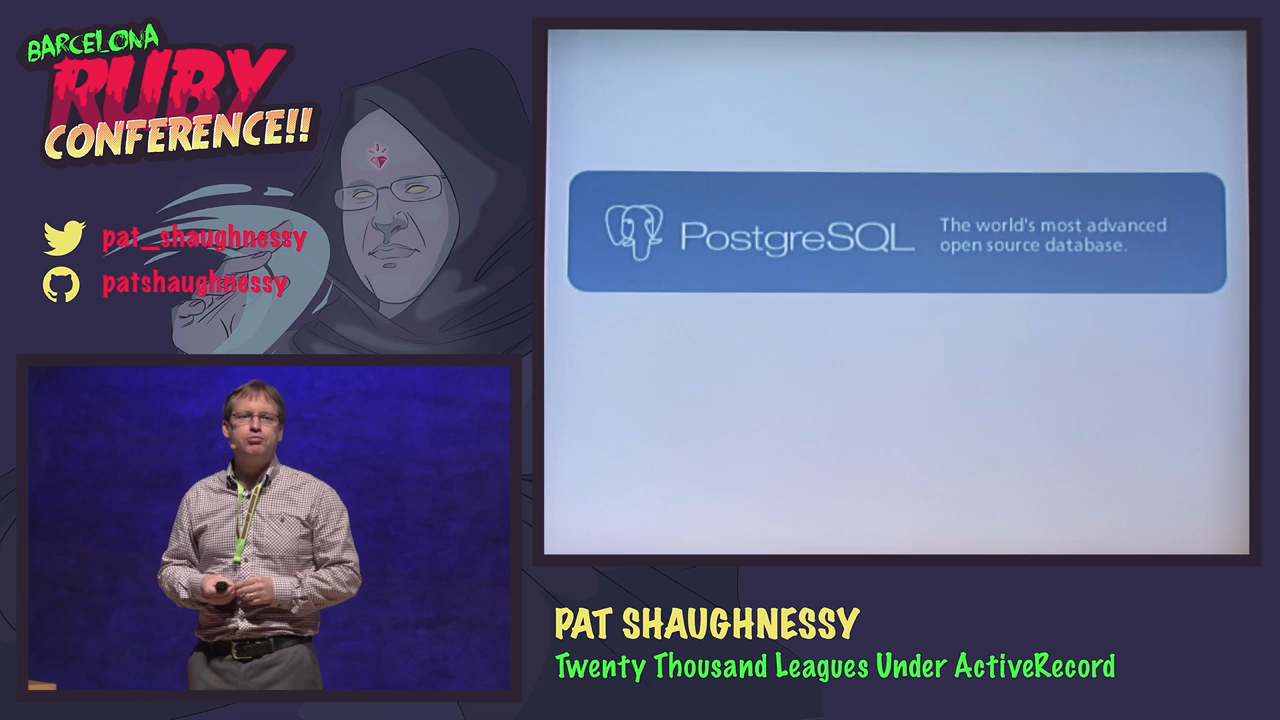 BARCELONA
RUBY
CONFERENCE!!
pat_shaughnessy
patshaughnessy
PostgreSQL
The world's most advanced
open source database.
PAT SHAUGHNESSY
Twenty Thousand Leagues Under ActiveRecord